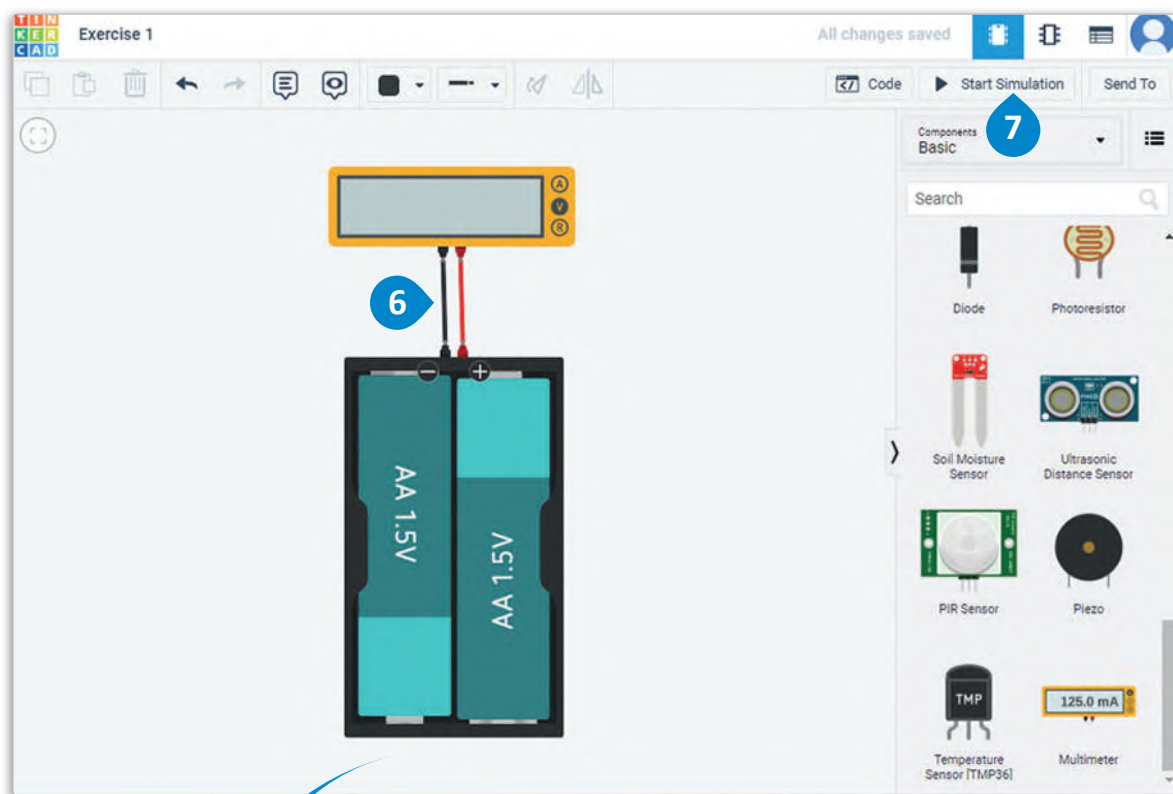 TIN
KER
CAD
Exercise 1
All changes saved
Code
Start Simulation
Send To
7
Components
Basic
Search
A
V
R
6
Diode
Photoresistor
AA 1.5V
AA 1.5V
Soil Moisture
Sensor
Ultrasonic
Distance Sensor
PIR Sensor
Piezo
TMP
125.0 mA
Temperature
Sensor [TMP36]
Multimeter